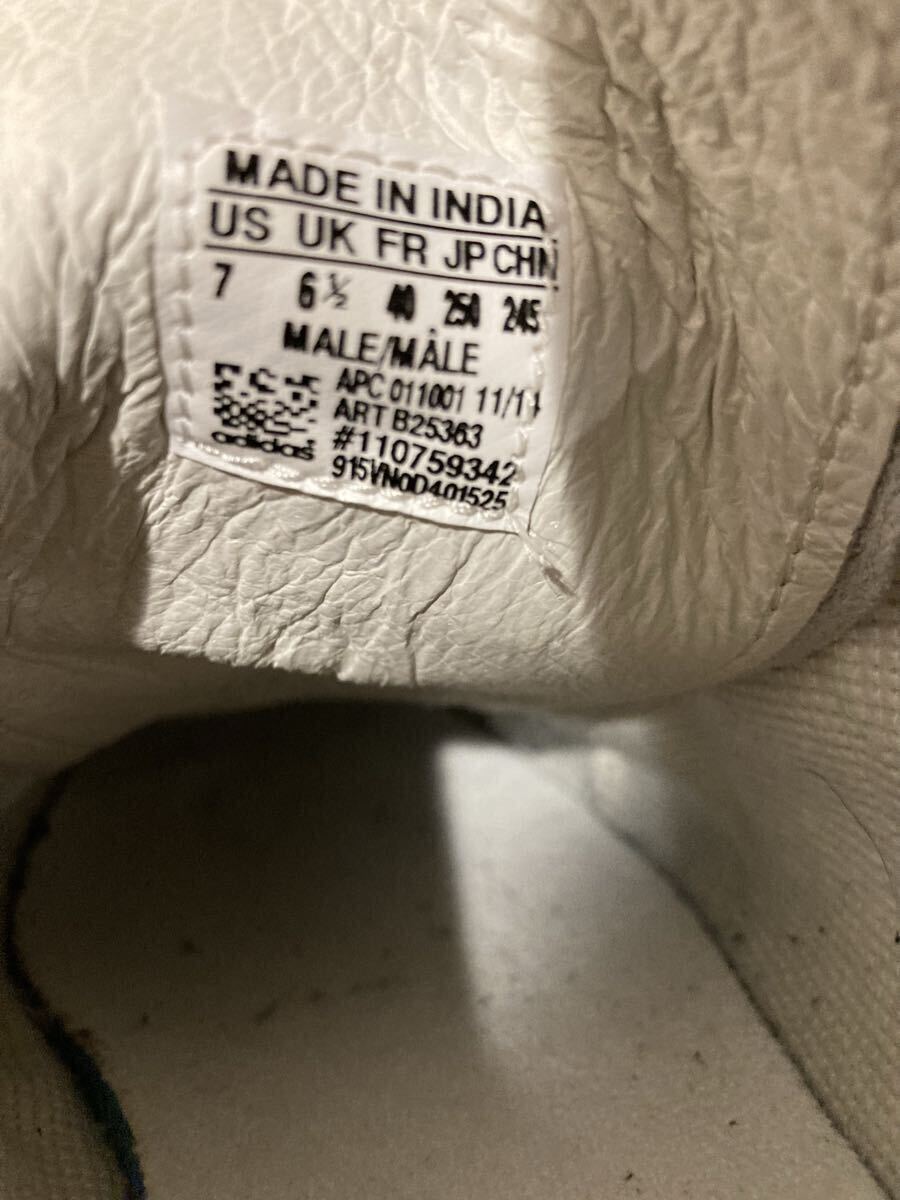 MADE IN INDIA
US UK FR JP CHN
7 6½ 40 250 245
MALE/MÂLE
APC 011001 11/14
ART B25363
#110759342
adidas
915VN0D401525